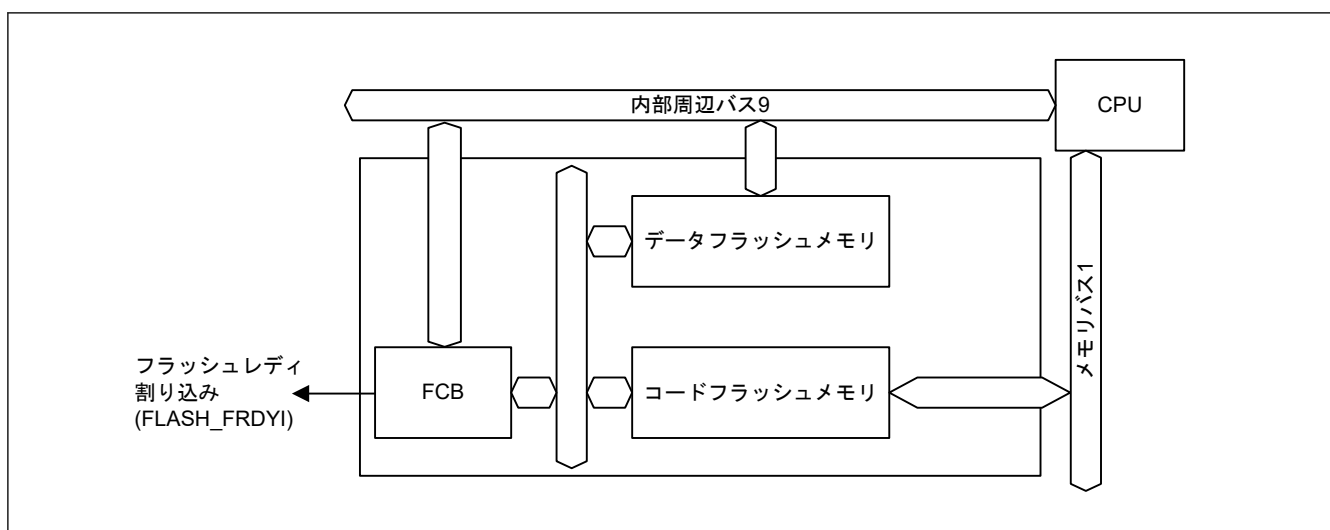 内部周辺バス9
CPU
データフラッシュメモリ
メモリバス1
フラッシュレディ
割り込み
(FLASH_FRDYI)
FCB
コードフラッシュメモリ